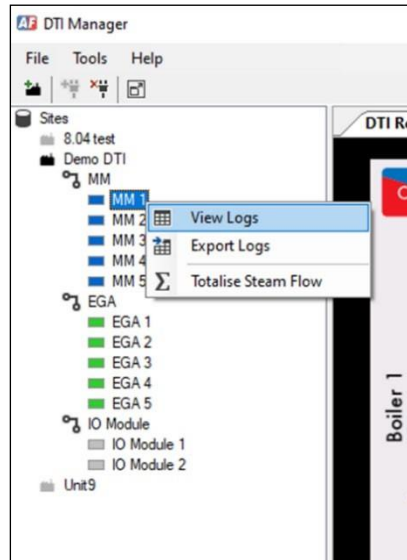 AF DTI Manager
File Tools Help
Sites
8.04 test
Demo DTI
MM
MM 1
MM 2
MM 3
MM 4
MM 5
View Logs
Export Logs
Totalise Steam Flow
EGA
EGA 1
EGA 2
EGA 3
EGA 4
EGA 5
IO Module
IO Module 1
IO Module 2
Unit9
DTI
Boiler 1